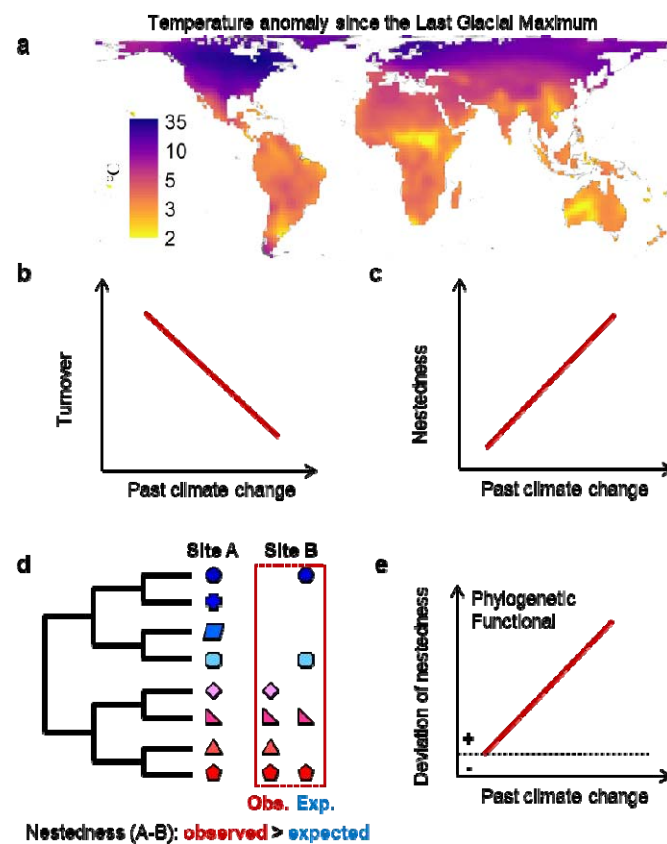 Temperature anomaly since the Last Glacial Maximum
a
35
10
5
3
2
°C
b
c
Turnover
Past climate change
Nestedness
Past climate change
d
Site A
Site B
Obs. Exp.
Nestedness (A-B): observed > expected
e
Phylogenetic
Functional
Deviation of nestedness
+
-
Past climate change